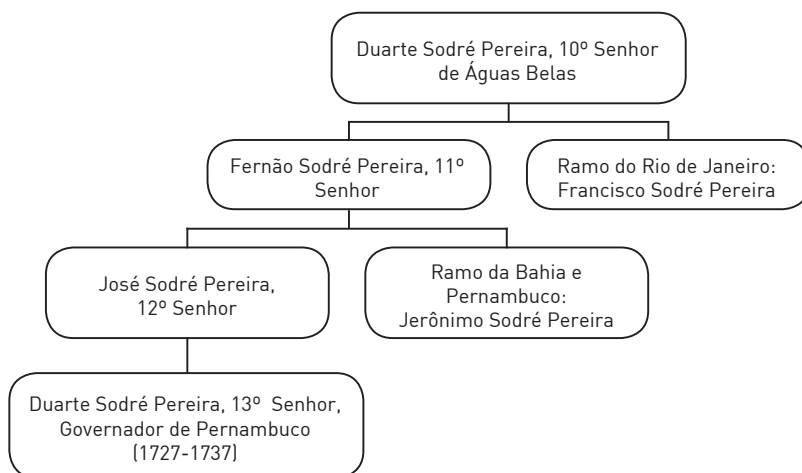 Duarte Sodré Pereira, 10º Senhor
de Águas Belas
Fernão Sodré Pereira, 11º
Senhor
Ramo do Rio de Janeiro:
Francisco Sodré Pereira
José Sodré Pereira,
12º Senhor
Ramo da Bahia e
Pernambuco:
Jerônimo Sodré Pereira
Duarte Sodré Pereira, 13º Senhor,
Governador de Pernambuco
(1727-1737)